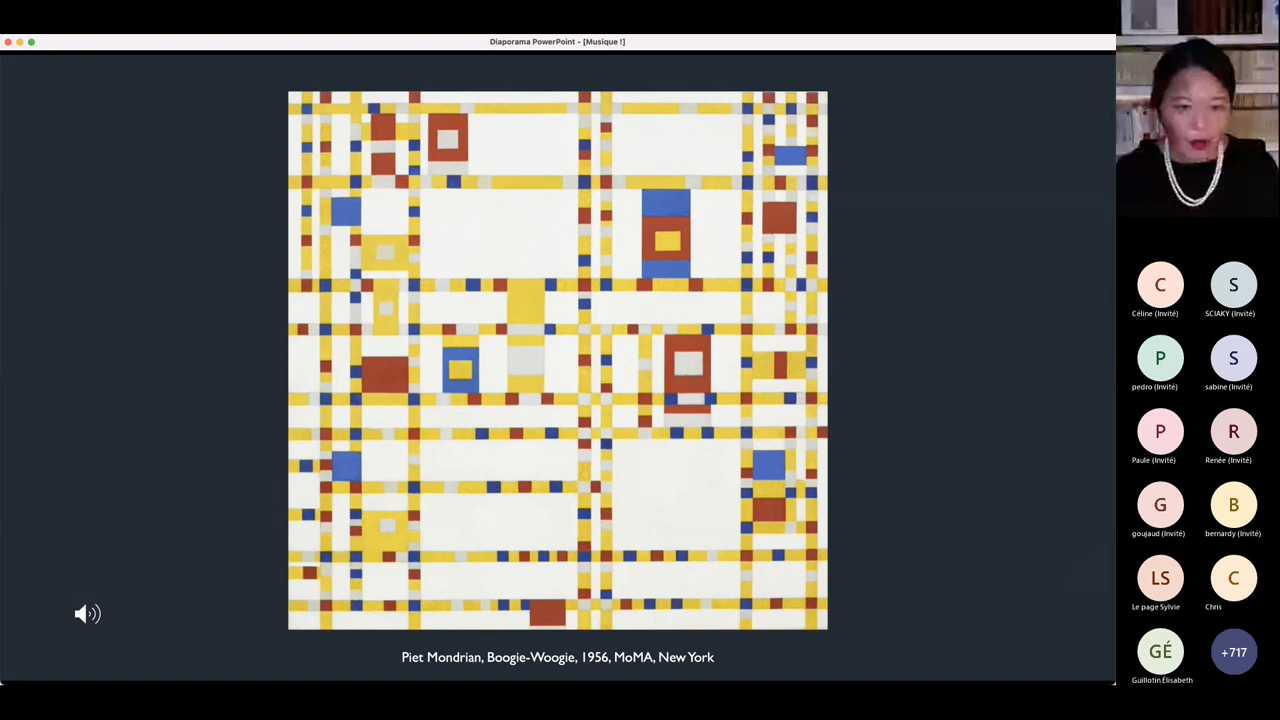 Diaporama PowerPoint - [Musique !]
Piet Mondrian, Boogie-Woogie, 1956, MoMA, New York
C
S
Céline (Invité)
SCIAKY (Invité)
P
S
pedro (Invité)
sabine (Invité)
P
R
Paule (Invité)
Renée (Invité)
G
B
goujaud (Invité)
bernardy (Invité)
LS
C
Le page Sylvie
Chris
GÉ
+717
Guillotin Élisabeth